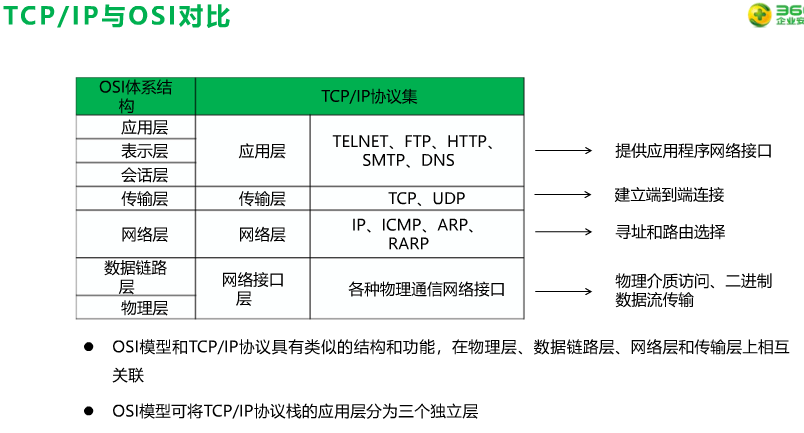 TCP/IP与OSI对比
36
企业安
OSI体系结
构
TCP/IP协议集
应用层
表示层
会话层
应用层
TELNET、FTP、HTTP、
SMTP、DNS
提供应用程序网络接口
传输层
传输层
TCP、UDP
建立端到端连接
网络层
网络层
IP、ICMP、ARP、
RARP
寻址和路由选择
数据链路
层
物理层
网络接口
层
各种物理通信网络接口
物理介质访问、二进制
数据流传输
OSI模型和TCP/IP协议具有类似的结构和功能，在物理层、数据链路层、网络层和传输层上相互
关联
OSI模型可将TCP/IP协议栈的应用层分为三个独立层